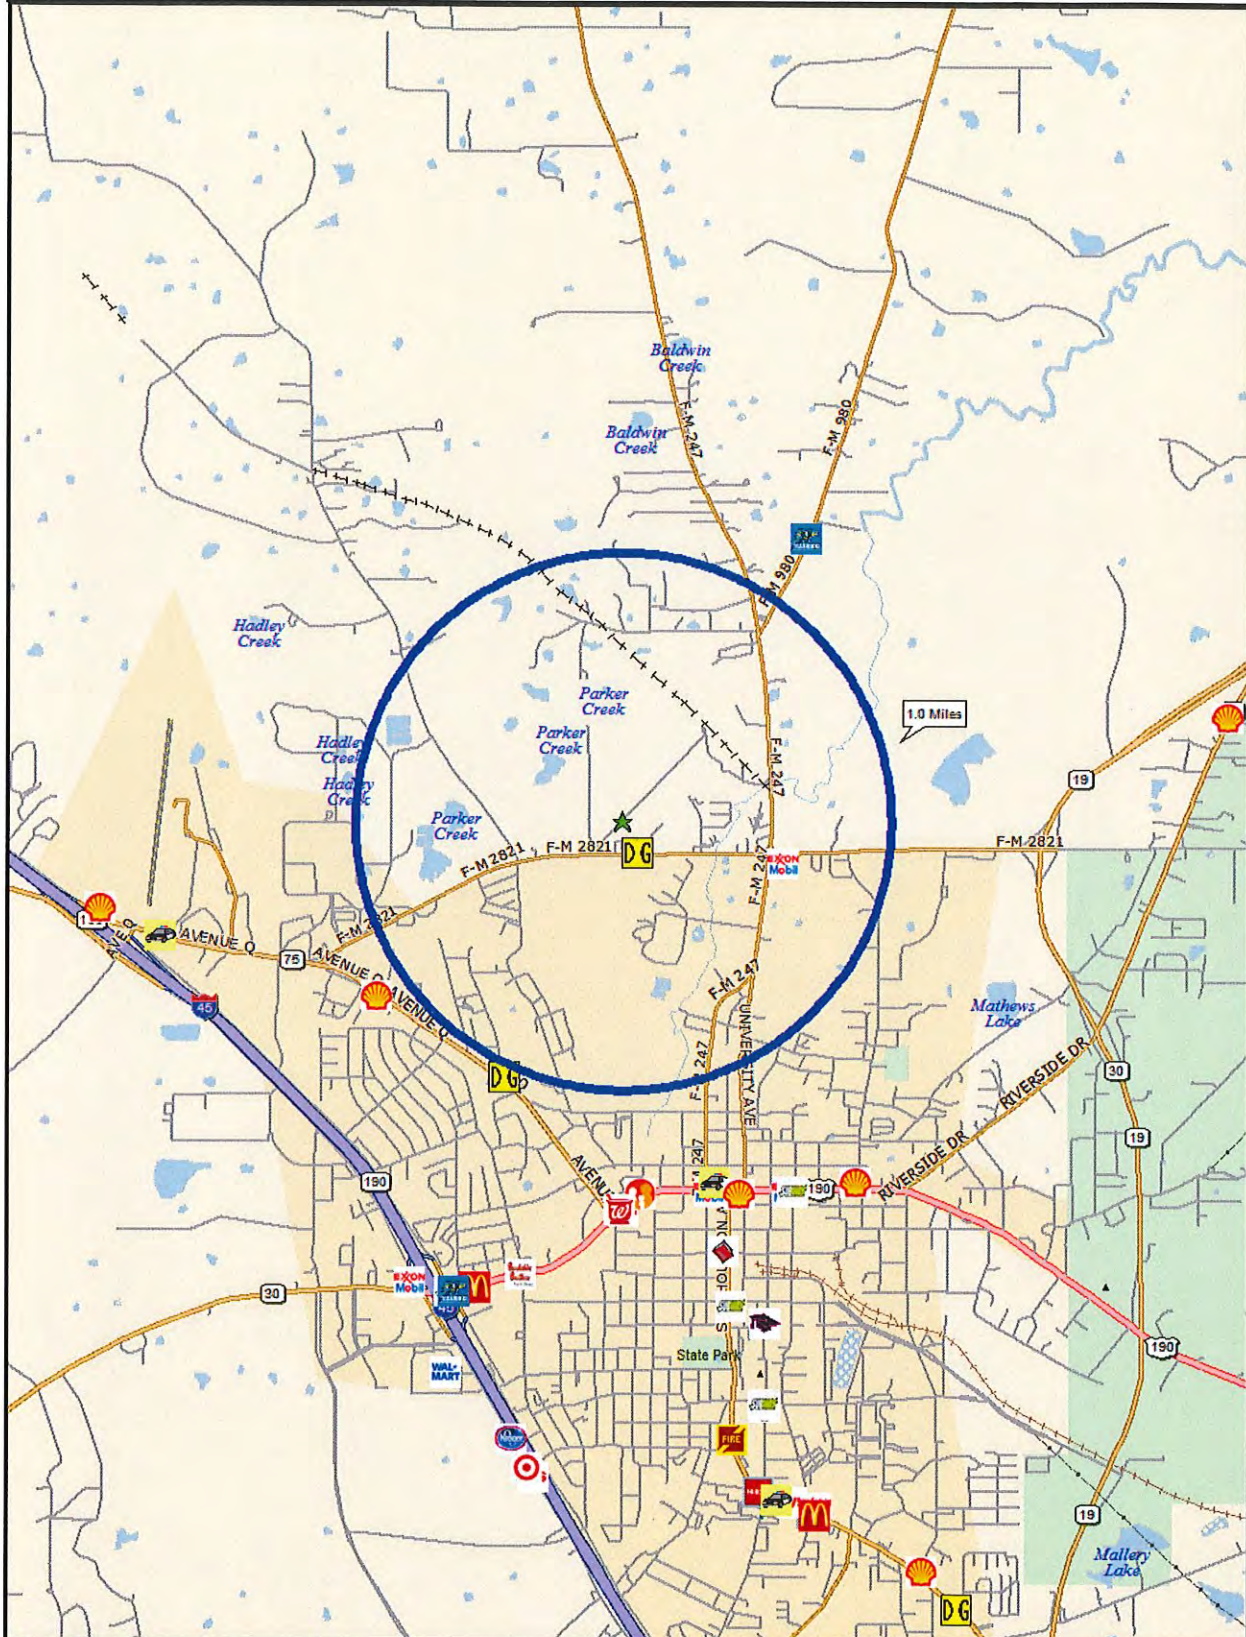 Baldwin
Creek
F-M 247
F-M 980
Baldwin
Creek
F-M 980
Hadley
Creek
Parker
Creek
1.0 Miles
Parker
Creek
Hadley
Creek
F-M 247
Hadley
Creek
19
Parker
Creek
F-M 2821
F-M 2821
DG
F-M 2821
EXXON
Mobil
F-M 247
F-M 2821
AVE Q
AVENUE Q
75
AVENUE Q
AVENUE Q
45
F-M 247
UNIVERSITY AVE
Mathews
Lake
F-M 247
DG
RIVERSIDE DR
30
19
RIVERSIDE DR
190
190
EXXON
Mobil
30
WAL-
MART
State Park
190
Kroger
FIRE
19
Mallery
Lake
DG